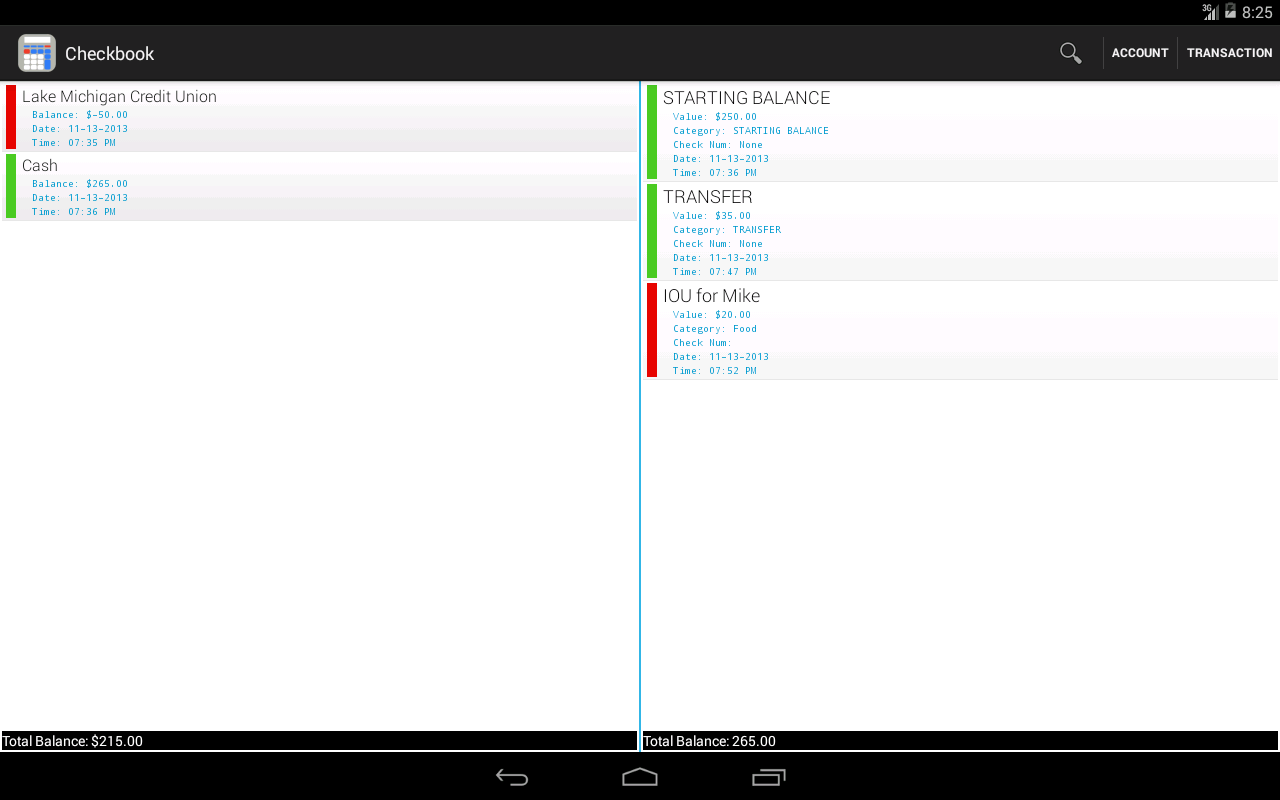 3G 8:25
Checkbook ACCOUNT TRANSACTION
Lake Michigan Credit Union
Balance: $-50.00
Date: 11-13-2013
Time: 07:35 PM
Cash
Balance: $265.00
Date: 11-13-2013
Time: 07:36 PM
Total Balance: $215.00
STARTING BALANCE
Value: $250.00
Category: STARTING BALANCE
Check Num: None
Date: 11-13-2013
Time: 07:36 PM
TRANSFER
Value: $35.00
Category: TRANSFER
Check Num: None
Date: 11-13-2013
Time: 07:47 PM
IOU for Mike
Value: $20.00
Category: Food
Check Num:
Date: 11-13-2013
Time: 07:52 PM
Total Balance: 265.00